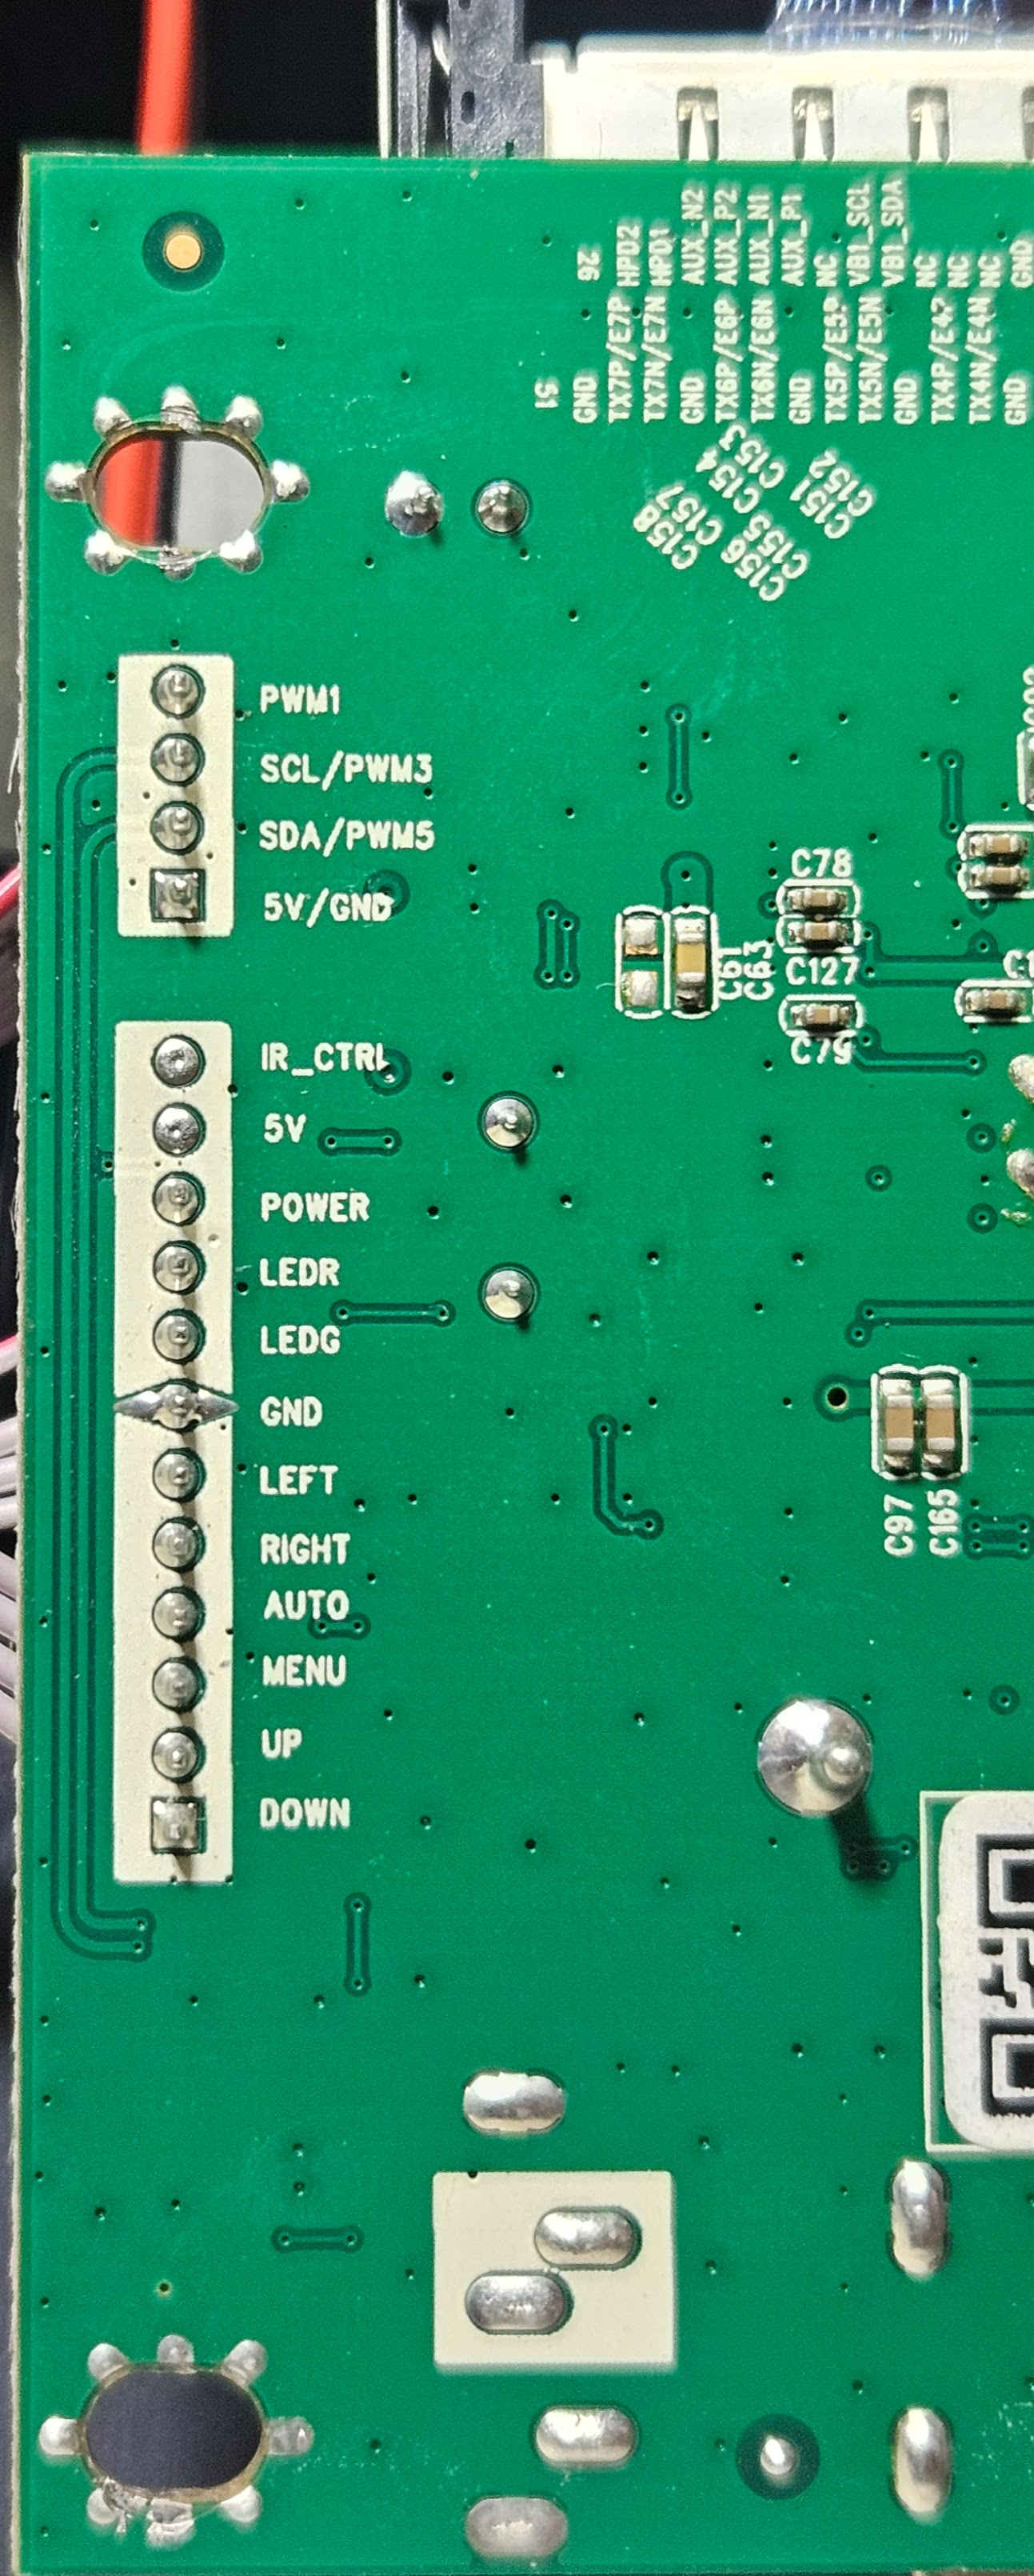 26
HPD2
HPD1
AUX_N2
AUX_P2
AUX_N1
AUX_P1
NC
VB1_SCL
VB1_SDA
NC
NC
NC
GND
51
GND
TX7P/E7P
TX7N/E7N
GND
TX6P/E6P
TX6N/E6N
GND
TX5P/E5P
TX5N/E5N
GND
TX4P/E4P
TX4N/E4N
GND
C158
C157
C154
C153
C156
C155
C151
C152
PWM1
SCL/PWM3
SDA/PWM5
5V/GND
C78
C61
C63
C127
C79
IR_CTRL
5V
POWER
LEDR
LEDG
GND
LEFT
RIGHT
AUTO
MENU
UP
DOWN
C97
C165